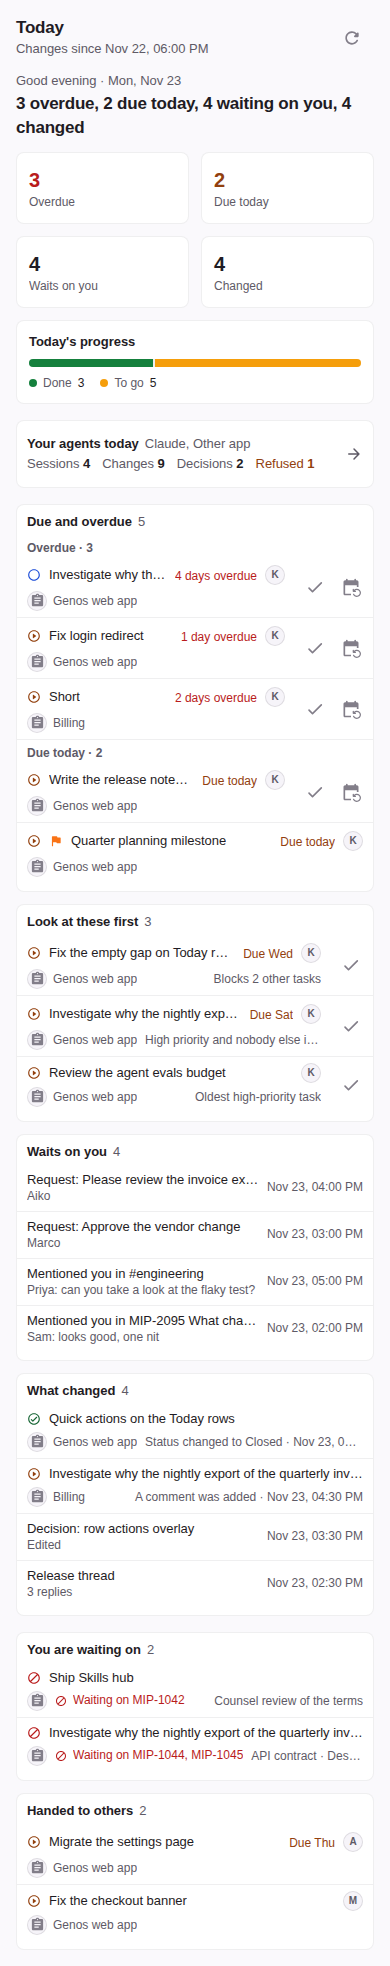 Today
Changes since Nov 22, 06:00 PM
Good evening · Mon, Nov 23
3 overdue, 2 due today, 4 waiting on you, 4
changed
3
Overdue
2
Due today
4
Waits on you
4
Changed
Today's progress
Done 3 To go 5
Your agents today Claude, Other app
Sessions 4 Changes 9 Decisions 2 Refused 1
Due and overdue 5
Overdue · 3
Investigate why th… 4 days overdue K
Genos web app
Fix login redirect 1 day overdue K
Genos web app
Short 2 days overdue K
Billing
Due today · 2
Write the release note… Due today K
Genos web app
Quarter planning milestone Due today K
Genos web app
Look at these first 3
Fix the empty gap on Today r… Due Wed K
Genos web app Blocks 2 other tasks
Investigate why the nightly exp… Due Sat K
Genos web app High priority and nobody else i…
Review the agent evals budget K
Genos web app Oldest high-priority task
Waits on you 4
Request: Please review the invoice ex… Nov 23, 04:00 PM
Aiko
Request: Approve the vendor change Nov 23, 03:00 PM
Marco
Mentioned you in #engineering Nov 23, 05:00 PM
Priya: can you take a look at the flaky test?
Mentioned you in MIP-2095 What cha… Nov 23, 02:00 PM
Sam: looks good, one nit
What changed 4
Quick actions on the Today rows
Genos web app Status changed to Closed · Nov 23, 0…
Investigate why the nightly export of the quarterly inv…
Billing A comment was added · Nov 23, 04:30 PM
Decision: row actions overlay Nov 23, 03:30 PM
Edited
Release thread Nov 23, 02:30 PM
3 replies
You are waiting on 2
Ship Skills hub
Waiting on MIP-1042 Counsel review of the terms
Investigate why the nightly export of the quarterly inv…
Waiting on MIP-1044, MIP-1045 API contract · Des…
Handed to others 2
Migrate the settings page Due Thu A
Genos web app
Fix the checkout banner M
Genos web app